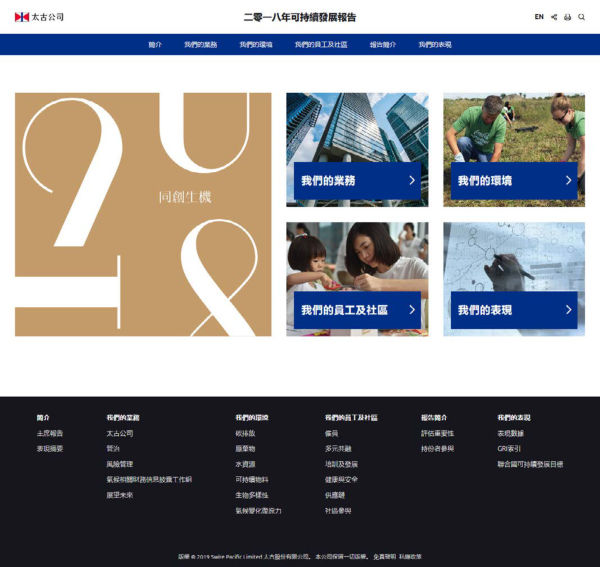 太古公司
二零一八年可持續發展報告
EN
簡介 我們的業務 我們的環境 我們的員工及社區 報告簡介 我們的表現
同創生機
我們的業務
我們的環境
我們的員工及社區
我們的表現
簡介
主席報告
表現摘要
我們的業務
太古公司
管治
風險管理
氣候相關財務信息披露工作組
展望未來
我們的環境
碳排放
廢棄物
水資源
可持續物料
生物多樣性
氣候變化應抗力
我們的員工及社區
僱員
多元共融
培訓及發展
健康與安全
供應鏈
社區參與
報告簡介
評估重要性
持份者參與
我們的表現
表現數據
GRI索引
聯合國可持續發展目標
版權 © 2019 Swire Pacific Limited 太古股份有限公司。 本公司保留一切版權。 免責聲明 私隱政策